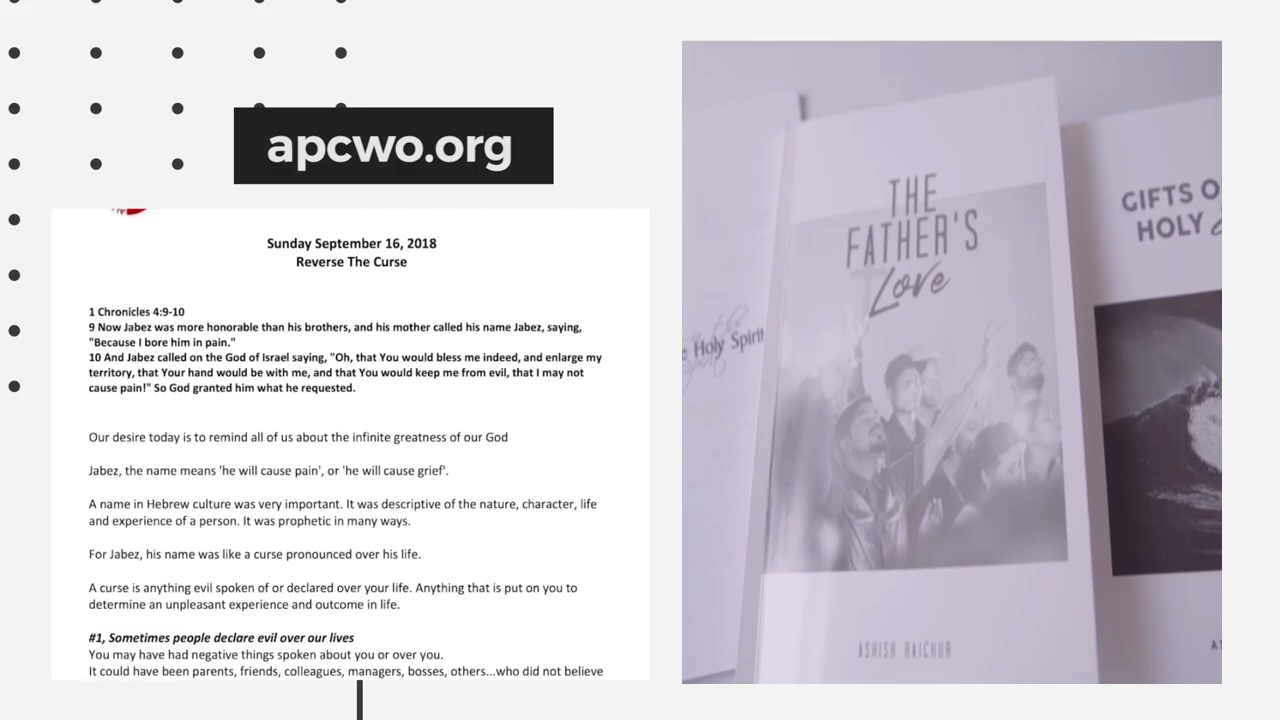 apcwo.org
Sunday September 16, 2018
Reverse The Curse
1 Chronicles 4:9-10
9 Now Jabez was more honorable than his brothers, and his mother called his name Jabez, saying,
"Because I bore him in pain."
10 And Jabez called on the God of Israel saying, "Oh, that You would bless me indeed, and enlarge my
territory, that Your hand would be with me, and that You would keep me from evil, that I may not
cause pain!" So God granted him what he requested.
Our desire today is to remind all of us about the infinite greatness of our God
Jabez, the name means 'he will cause pain', or 'he will cause grief'.
A name in Hebrew culture was very important. It was descriptive of the nature, character, life
and experience of a person. It was prophetic in many ways.
For Jabez, his name was like a curse pronounced over his life.
A curse is anything evil spoken of or declared over your life. Anything that is put on you to
determine an unpleasant experience and outcome in life.
#1, Sometimes people declare evil over our lives
You may have had negative things spoken about you or over you.
It could have been parents, friends, colleagues, managers, bosses, others...who did not believe
Holy Spirit
THE
FATHER'S
Love
ASHISH RAICHUR
GIFTS O
HOLY